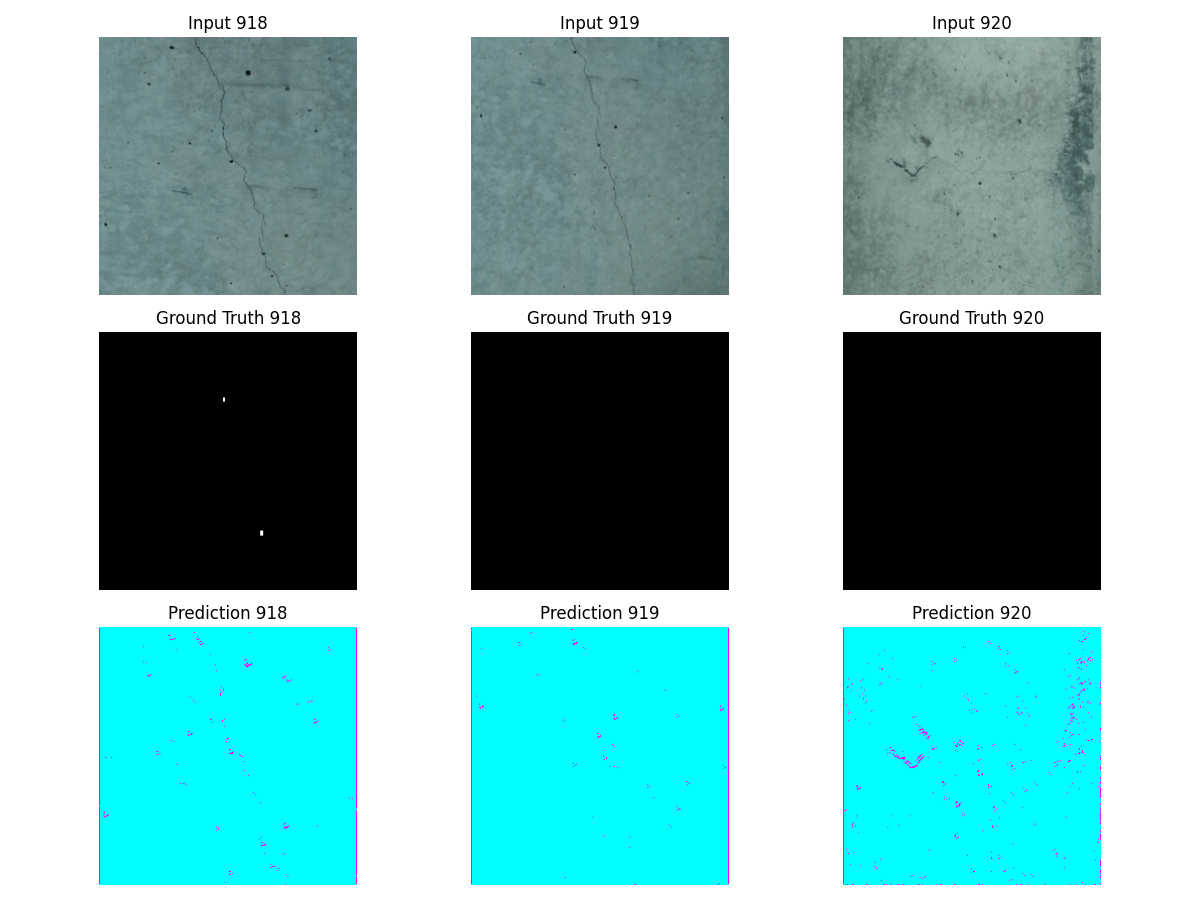 Input 918
Input 919
Input 920
Ground Truth 918
Ground Truth 919
Ground Truth 920
Prediction 918
Prediction 919
Prediction 920